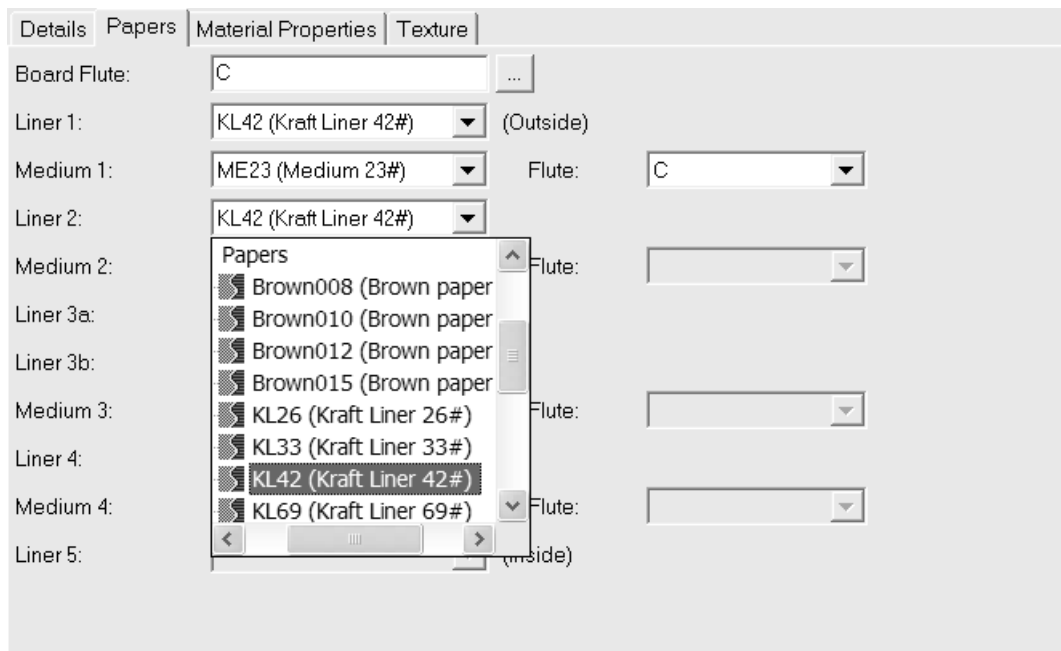 Details Papers Material Properties Texture
Board Flute: C ...
Liner 1: KL42 (Kraft Liner 42#) (Outside)
Medium 1: ME23 (Medium 23#) Flute: C
Liner 2: KL42 (Kraft Liner 42#)
Papers
Medium 2: Flute:
Brown008 (Brown paper
Brown010 (Brown paper
Liner 3a:
Brown012 (Brown paper
Liner 3b:
Brown015 (Brown paper
Medium 3: KL26 (Kraft Liner 26#) Flute:
KL33 (Kraft Liner 33#)
Liner 4:
KL42 (Kraft Liner 42#)
Medium 4: KL69 (Kraft Liner 69#) Flute:
Liner 5: (Inside)